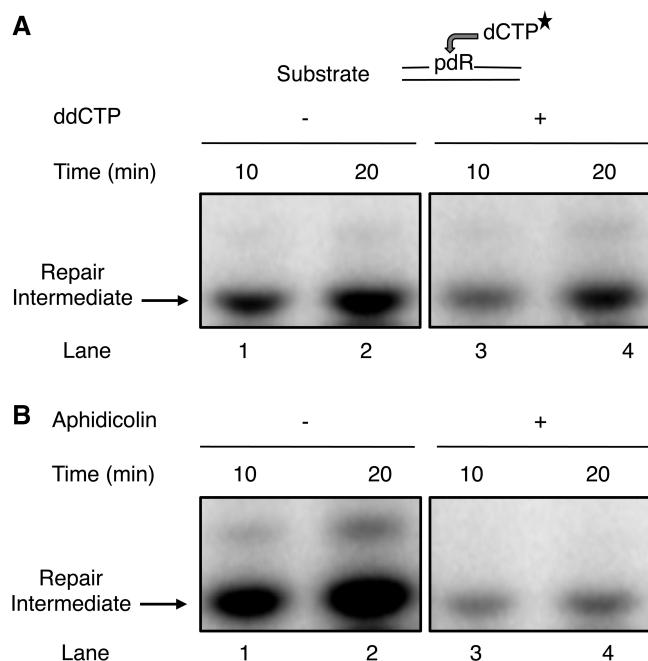 A
dCTP★
pdR
Substrate
ddCTP - +
Time (min) 10 20 10 20
Repair
Intermediate
Lane 1 2 3 4
B
Aphidicolin - +
Time (min) 10 20 10 20
Repair
Intermediate
Lane 1 2 3 4